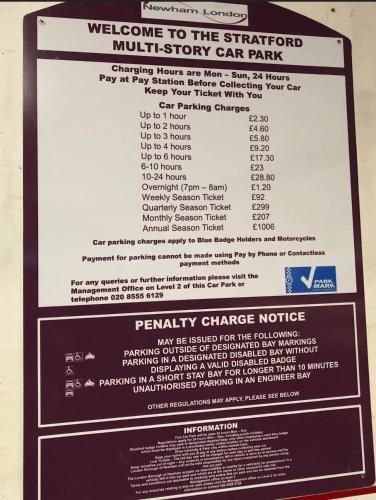 Newham London
WELCOME TO THE STRATFORD
MULTI-STORY CAR PARK
Charging Hours are Mon – Sun, 24 Hours
Pay at Pay Station Before Collecting Your Car
Keep Your Ticket With You
Car Parking Charges
Up to 1 hour £2.30
Up to 2 hours £4.60
Up to 3 hours £5.80
Up to 4 hours £9.20
Up to 6 hours £17.30
6-10 hours £23
10-24 hours £28.80
Overnight (7pm – 8am) £1.20
Weekly Season Ticket £92
Quarterly Season Ticket £299
Monthly Season Ticket £207
Annual Season Ticket £1006
Car parking charges apply to Blue Badge Holders and Motorcycles
Payment for parking cannot be made using Pay by Phone or Contactless
payment methods
For any queries or further information please visit the
Management Office on Level 2 of this Car Park or
telephone 020 8555 6129
PARK
MARK
PENALTY CHARGE NOTICE
MAY BE ISSUED FOR THE FOLLOWING:
PARKING OUTSIDE OF DESIGNATED BAY MARKINGS
PARKING IN A DESIGNATED DISABLED BAY WITHOUT
DISPLAYING A VALID DISABLED BADGE
PARKING IN A SHORT STAY BAY FOR LONGER THAN 10 MINUTES
UNAUTHORISED PARKING IN AN ENGINEER BAY
OTHER REGULATIONS MAY APPLY, PLEASE SEE BELOW
INFORMATION